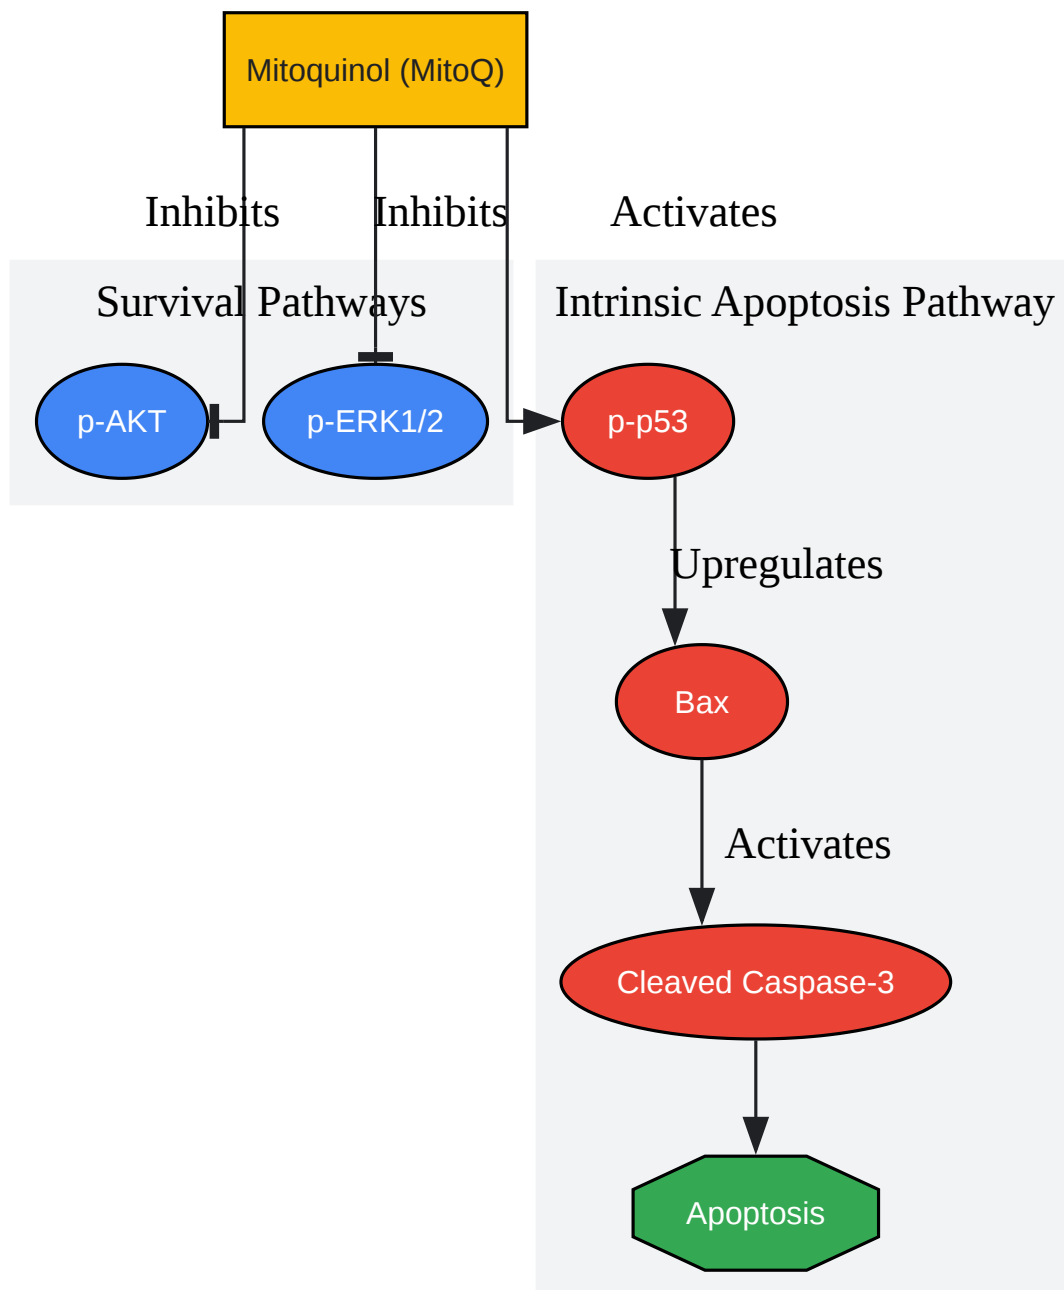 Mitoquinol (MitoQ)
Inhibits
Inhibits
Activates
Survival Pathways
Intrinsic Apoptosis Pathway
p-AKT
p-ERK1/2
p-p53
Upregulates
Bax
Activates
Cleaved Caspase-3
Apoptosis